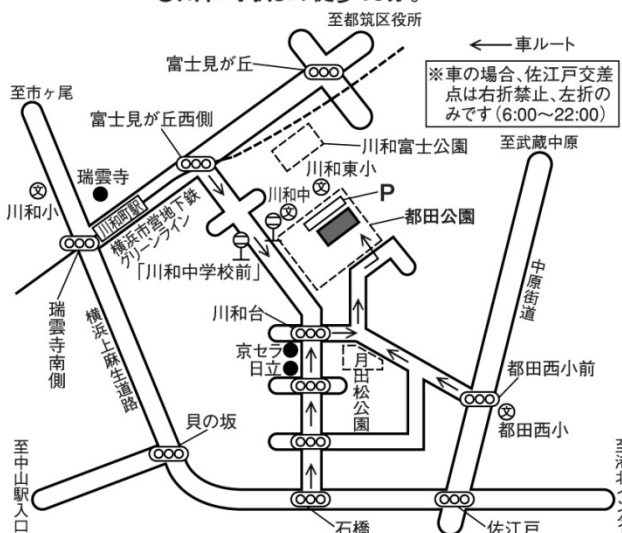 至都筑区役所
←車ルート
富士見が丘
※車の場合、佐江戸交差
点は右折禁止、左折の
みです(6:00〜22:00)
至市ヶ尾
富士見が丘西側
至武蔵中原
川和富士公園
瑞雲寺
川和東小
文
川和小
文
川和中
文
P
都田公園
川和町駅
横浜市営地下鉄
グリーンライン
「川和中学校前」
中原街道
瑞雲寺南側
横浜上麻生道路
川和台
京セラ
日立
月出松公園
都田西小前
文
都田西小
貝の坂
至中山駅入口
石橋
佐江戸